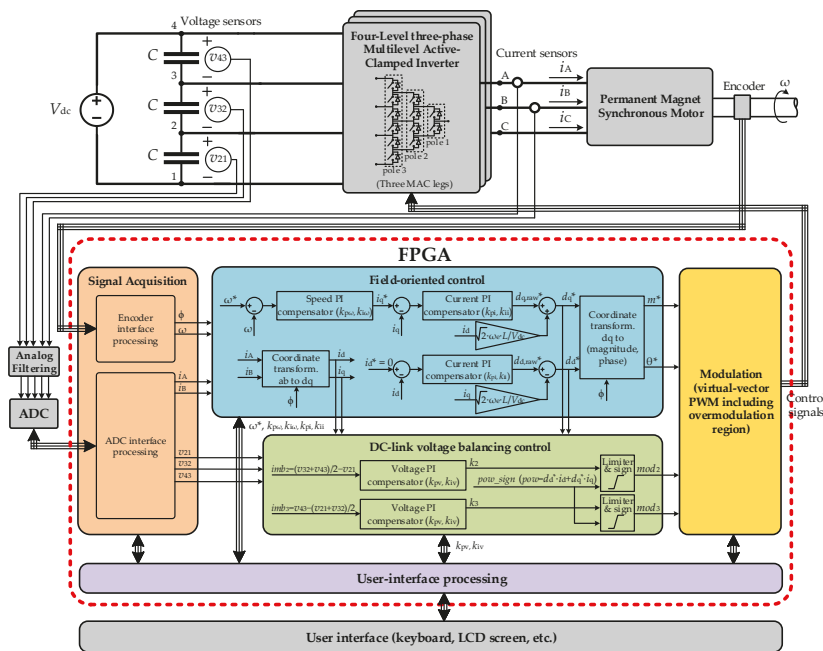 4
Voltage sensors
C
+
v43
−
3
C
+
v32
−
2
C
+
v21
−
1
Vdc
Four-Level three-phase
Multilevel Active-
Clamped Inverter
pole 1
pole 2
pole 3
(Three MAC legs)
Current sensors
A
iA
B
iB
C
iC
Permanent Magnet
Synchronous Motor
Encoder
ω
FPGA
Signal Acquisition
Encoder
interface
processing
ϕ
ω
iA
iB
ADC interface
processing
v21
v32
v43
Analog
Filtering
ADC
Field-oriented control
ω*
ω
Speed PI
compensator (kpω, kiω)
iq*
iq
Current PI
compensator (kpi, kii)
dq,raw*
dq*
id
√2·ωe·L/Vdc
iA
iB
Coordinate
transform.
ab to dq
ϕ
id
iq
id* = 0
id
Current PI
compensator (kpi, kii)
dd,raw*
dd*
iq
√2·ωe·L/Vdc
Coordinate
transform.
dq to
(magnitude,
phase)
ϕ
m*
θ*
ω*, kpω, kiω, kpi, kii
DC-link voltage balancing control
imb2=(v32+v43)/2−v21
Voltage PI
compensator (kpv, kiv)
k2
pow_sign (pow=dd*·id+dq*·iq)
imb3=v43−(v21+v32)/2
Voltage PI
compensator (kpv, kiv)
k3
Limiter
& sign
mod2
Limiter
& sign
mod3
kpv, kiv
Modulation
(virtual-vector
PWM including
overmodulation
region)
Control
signals
User-interface processing
User interface (keyboard, LCD screen, etc.)